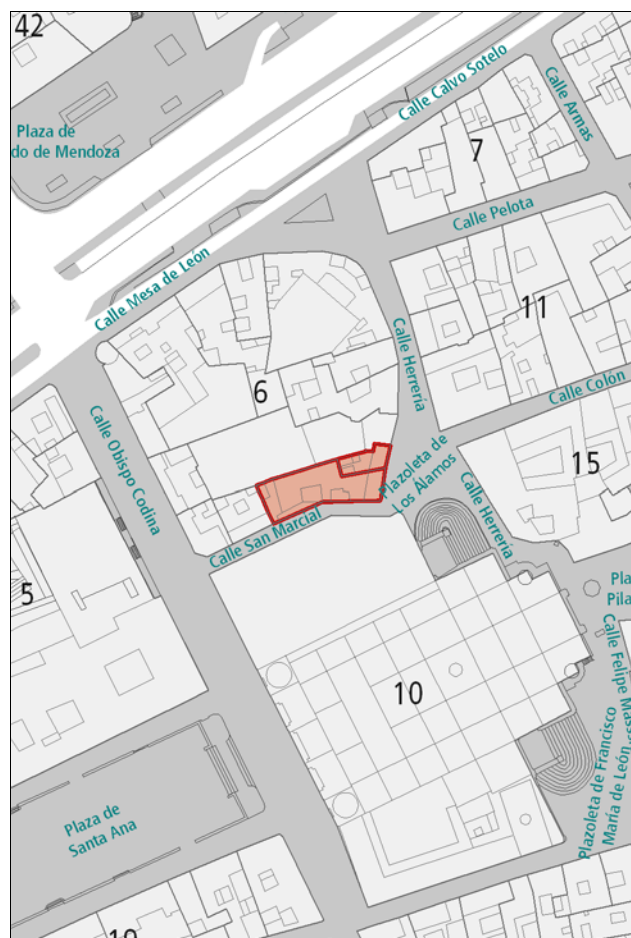 42
Calle Calvo Sotelo
Calle Armas
Plaza de
do de Mendoza
7
Calle Pelota
Calle Mesa de León
11
Calle Herrería
Calle Colón
6
Calle Obispo Codina
Plazoleta de
Los Álamos
15
Calle Herrería
Calle San Marcial
5
Pla
Pila
10
Calle Felipe Mass
Plazoleta de Francisco
María de León
Plaza de
Santa Ana